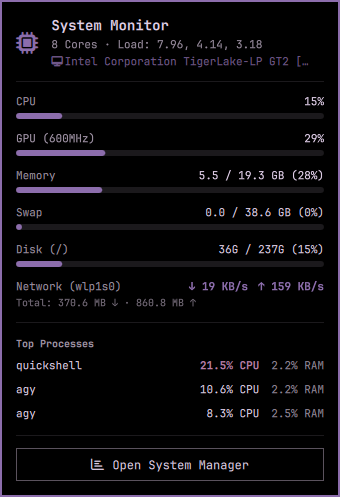 System Monitor
8 Cores · Load: 7.96, 4.14, 3.18
Intel Corporation TigerLake-LP GT2 […
CPU 15%
GPU (600MHz) 29%
Memory 5.5 / 19.3 GB (28%)
Swap 0.0 / 38.6 GB (0%)
Disk (/) 36G / 237G (15%)
Network (wlp1s0) ↓ 19 KB/s ↑ 159 KB/s
Total: 370.6 MB ↓ · 860.8 MB ↑
Top Processes
quickshell 21.5% CPU 2.2% RAM
agy 10.6% CPU 2.2% RAM
agy 8.3% CPU 2.5% RAM
Open System Manager